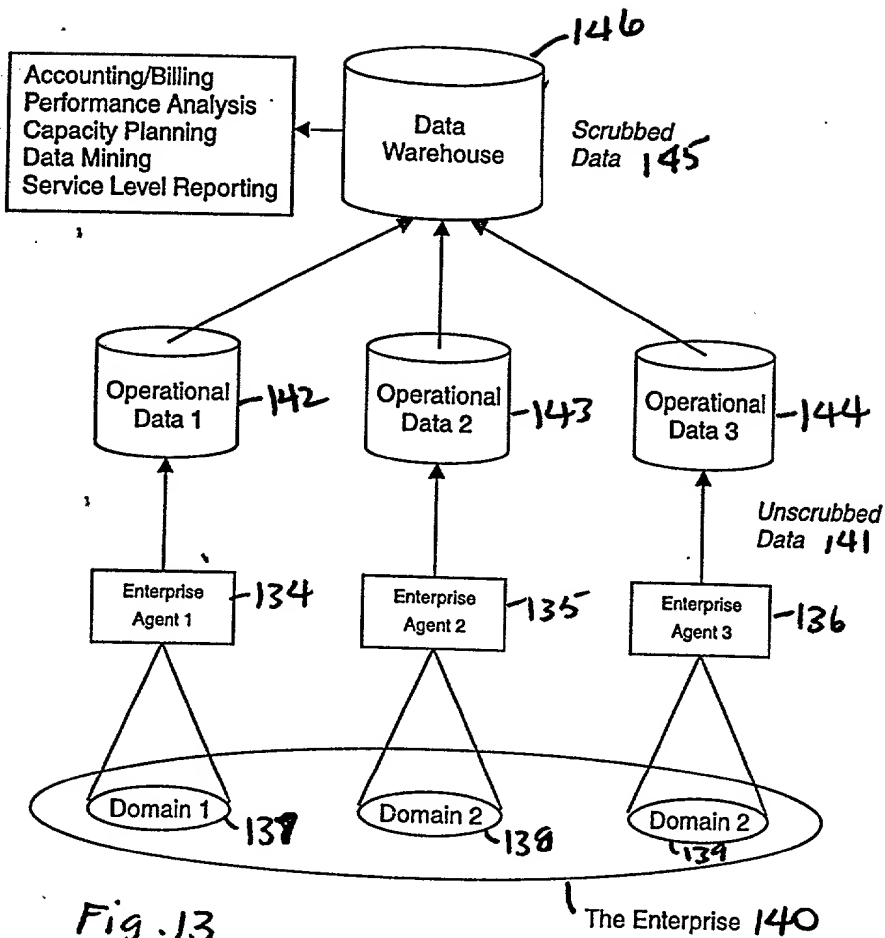 146
Accounting/Billing
Performance Analysis
Capacity Planning
Data Mining
Service Level Reporting
Data
Warehouse
Scrubbed
Data 145
Operational
Data 1
142
Operational
Data 2
143
Operational
Data 3
144
Unscrubbed
Data 141
Enterprise
Agent 1
134
Enterprise
Agent 2
135
Enterprise
Agent 3
136
Domain 1
137
Domain 2
138
Domain 2
139
Fig. 13
The Enterprise 140